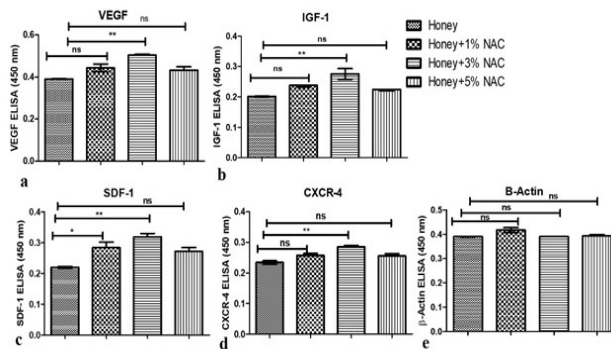 VEGF
VEGF ELISA (450 nm)
0.6
0.4
0.2
0.0
ns
**
ns
a
IGF-1
IGF-1 ELISA (450 nm)
0.4
0.3
0.2
0.1
0.0
ns
**
ns
b
Honey
Honey+1% NAC
Honey+3% NAC
Honey+5% NAC
SDF-1
SDF-1 ELISA (450 nm)
0.4
0.3
0.2
0.1
0.0
ns
**
*
c
CXCR-4
CXCR-4 ELISA (450 nm)
0.4
0.3
0.2
0.1
0.0
ns
**
ns
d
B-Actin
β-Actin ELISA (450 nm)
0.5
0.4
0.3
0.2
0.1
0.0
ns
ns
ns
e